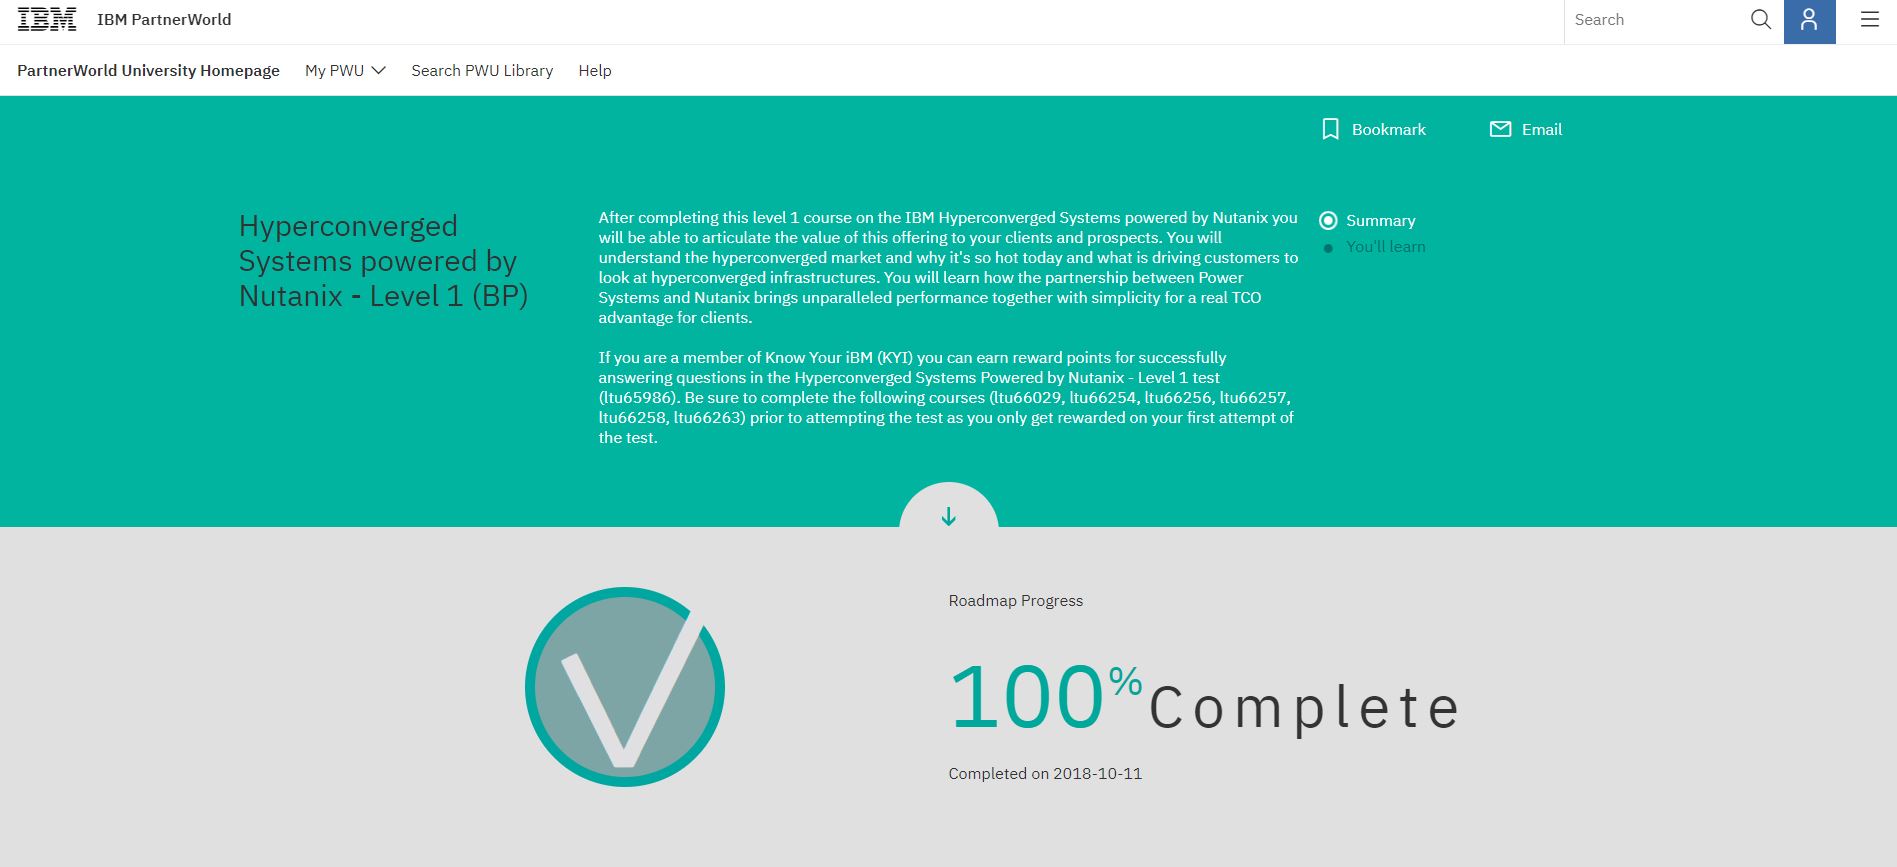 IBM IBM PartnerWorld Search
PartnerWorld University Homepage My PWU Search PWU Library Help
Bookmark Email
Hyperconverged
Systems powered by
Nutanix - Level 1 (BP)
After completing this level 1 course on the IBM Hyperconverged Systems powered by Nutanix you
will be able to articulate the value of this offering to your clients and prospects. You will
understand the hyperconverged market and why it's so hot today and what is driving customers to
look at hyperconverged infrastructures. You will learn how the partnership between Power
Systems and Nutanix brings unparalleled performance together with simplicity for a real TCO
advantage for clients.
If you are a member of Know Your iBM (KYI) you can earn reward points for successfully
answering questions in the Hyperconverged Systems Powered by Nutanix - Level 1 test
(ltu65986). Be sure to complete the following courses (ltu66029, ltu66254, ltu66256, ltu66257,
ltu66258, ltu66263) prior to attempting the test as you only get rewarded on your first attempt of
the test.
Summary
You'll learn
Roadmap Progress
100% Complete
Completed on 2018-10-11